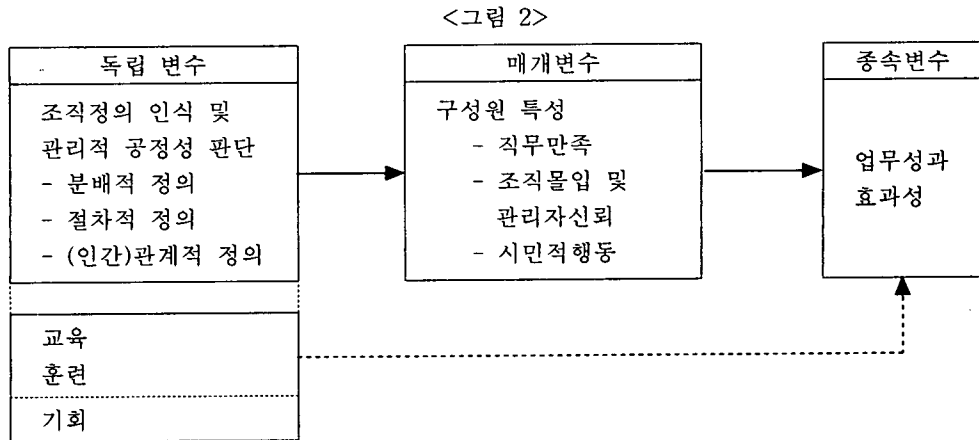 <그림 2>
독립 변수
조직정의 인식 및
관리적 공정성 판단
- 분배적 정의
- 절차적 정의
- (인간)관계적 정의
교육
훈련
기회
매개변수
구성원 특성
- 직무만족
- 조직몰입 및
관리자신뢰
- 시민적행동
종속변수
업무성과
효과성